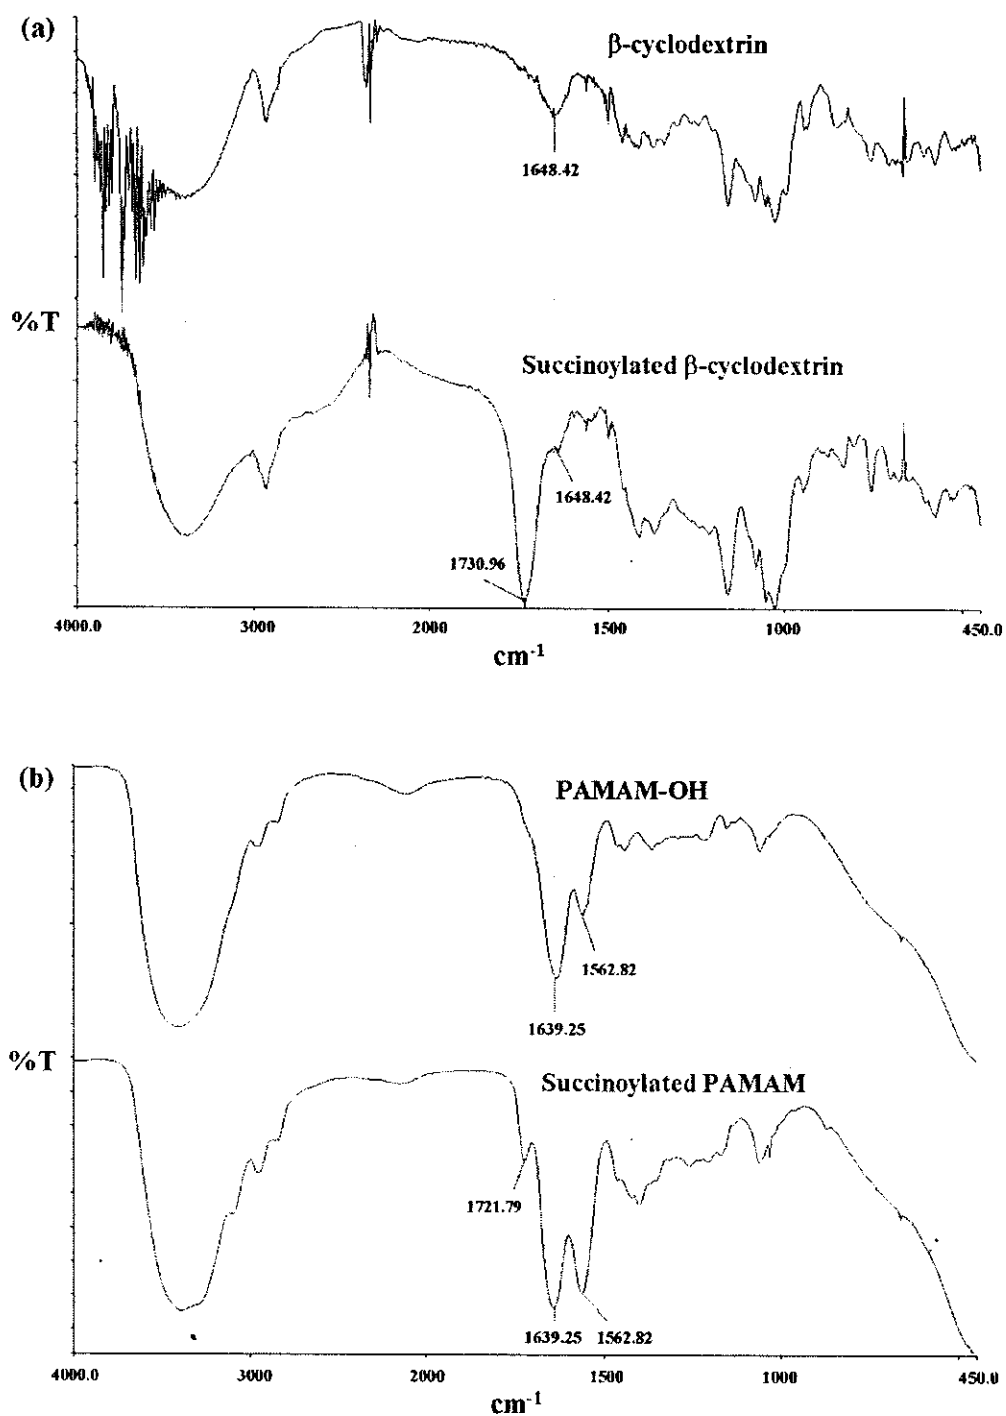 (a)
β-cyclodextrin
1648.42
%T
Succinoylated β-cyclodextrin
1648.42
1730.96
4000.0 3000 2000 1500 1000 450.0
cm-1
(b)
PAMAM-OH
1562.82
1639.25
%T
Succinoylated PAMAM
1721.79
1639.25 1562.82
4000.0 3000 2000 1500 1000 450.0
cm-1